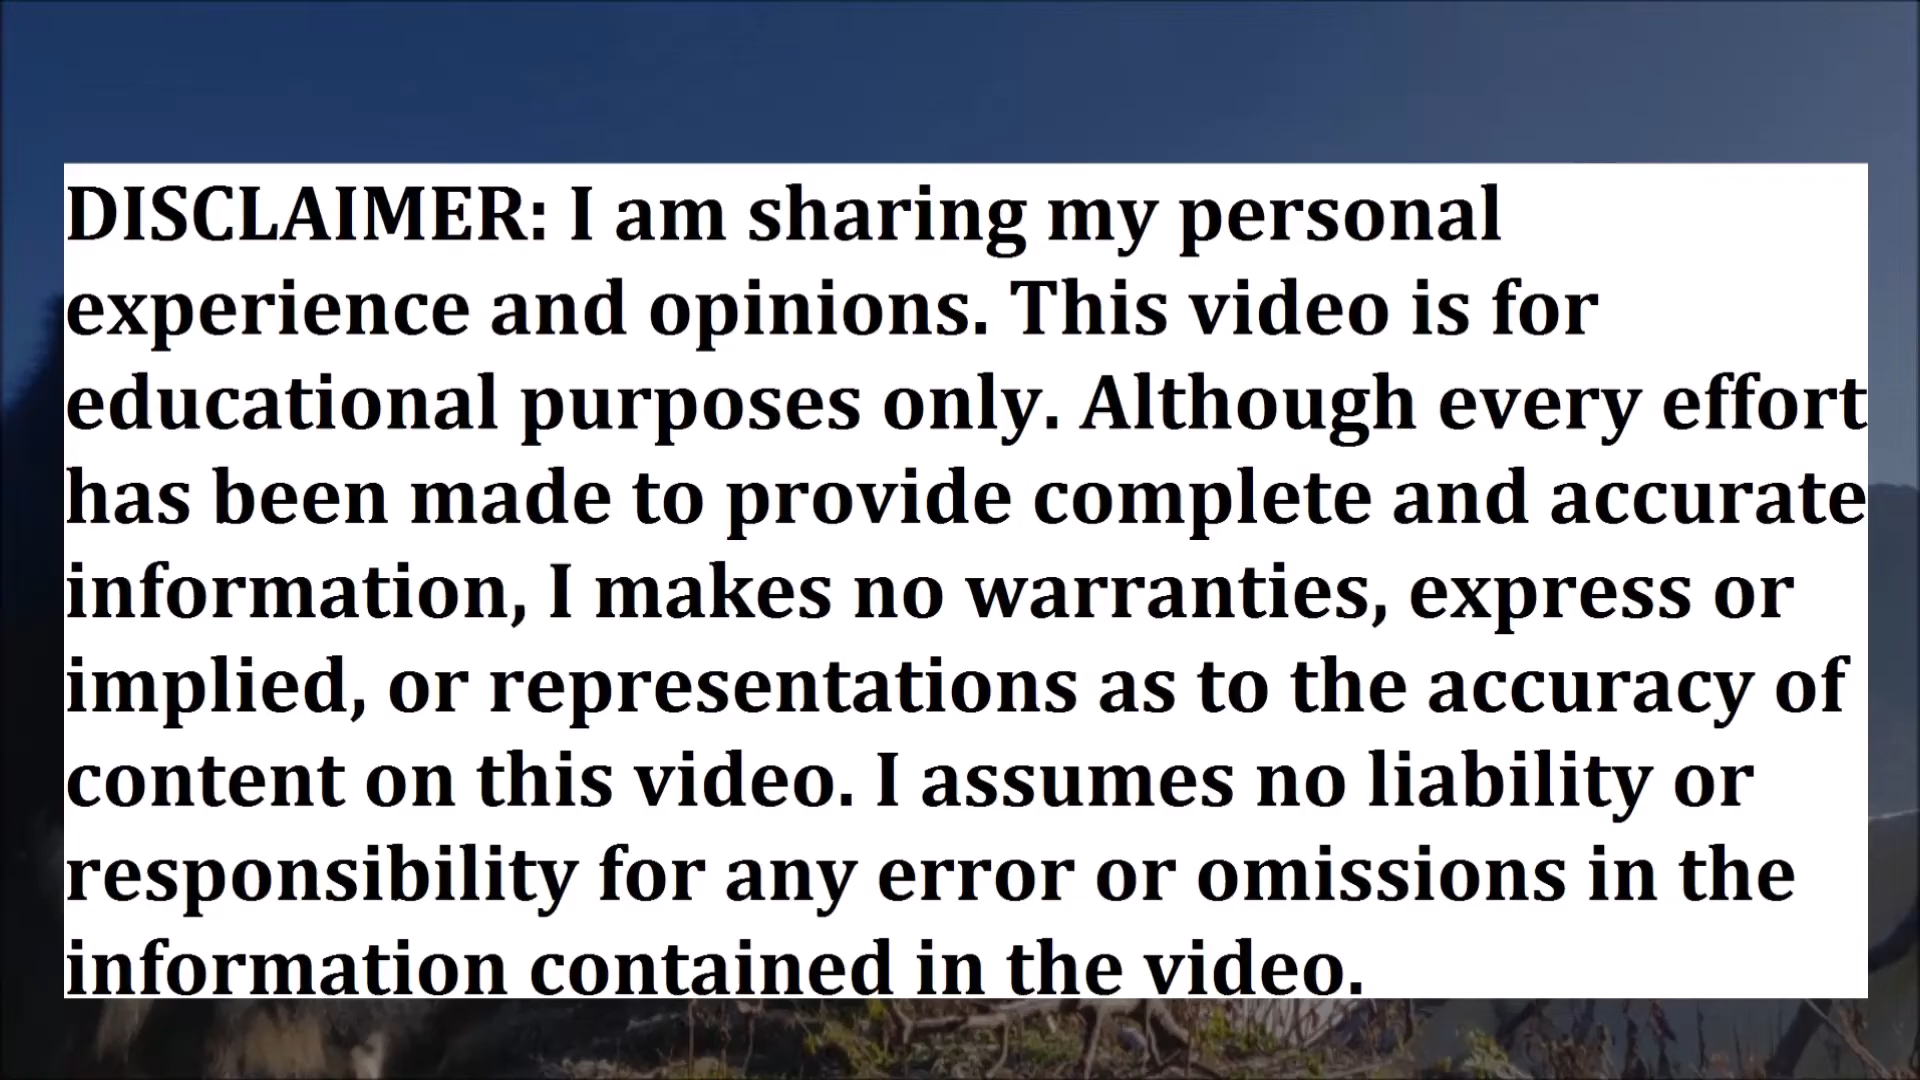 DISCLAIMER: I am sharing my personal
experience and opinions. This video is for
educational purposes only. Although every effort
has been made to provide complete and accurate
information, I makes no warranties, express or
implied, or representations as to the accuracy of
content on this video. I assumes no liability or
responsibility for any error or omissions in the
information contained in the video.